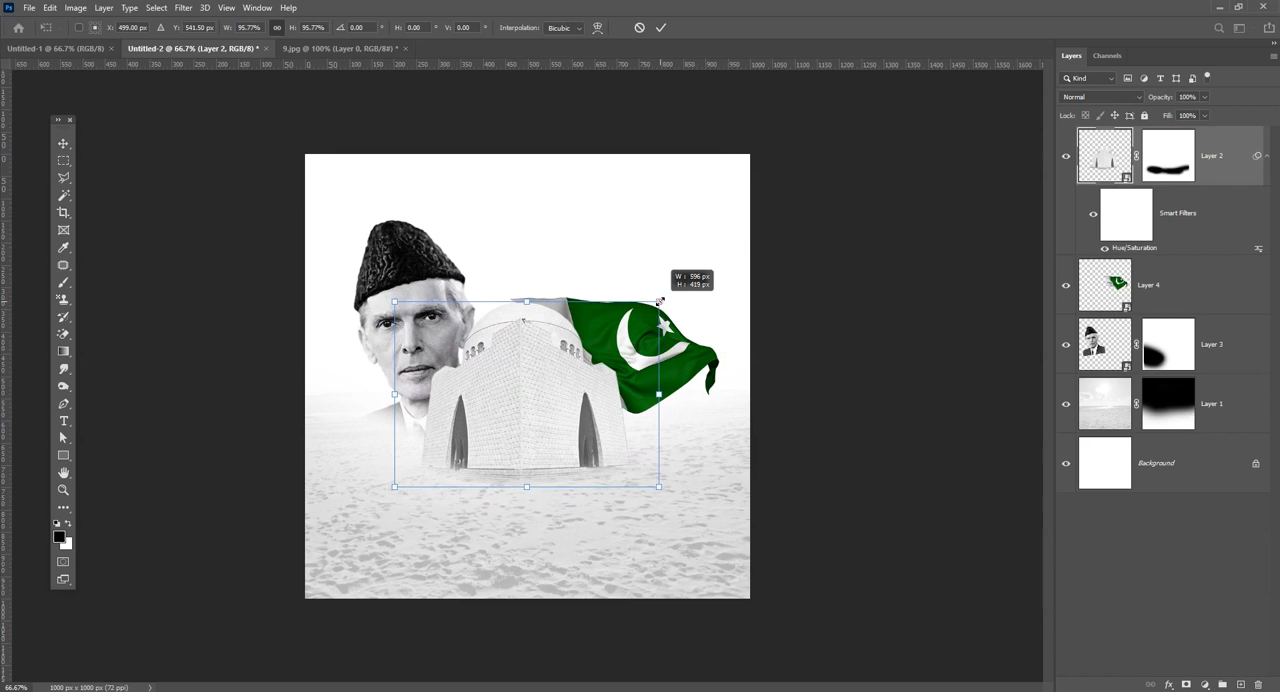 Ps File Edit Image Layer Type Select Filter 3D View Window Help
X: 499.00 px Y: 541.50 px W: 95.77% H: 95.77% 0.00 ° H: 0.00 ° V: 0.00 ° Interpolation: Bicubic
Untitled-1 @ 66.7% (RGB/8) × Untitled-2 @ 66.7% (Layer 2, RGB/8) * × 9.jpg @ 100% (Layer 0, RGB/8#) * ×
650 600 550 500 450 400 350 300 250 200 150 100 50 0 50 100 150 200 250 300 350 400 450 500 550 600 650 700 750 800 850 900 950 1000 1050 1100 1150 1200 1250 1300 1350 1400 1450 1500 1550 1600
Layers Channels
Kind
Normal Opacity: 100%
Lock: Fill: 100%
Layer 2
Smart Filters
Hue/Saturation
Layer 4
Layer 3
Layer 1
Background
W : 596 px
H : 419 px
66.67% 1000 px x 1000 px (72 ppi)